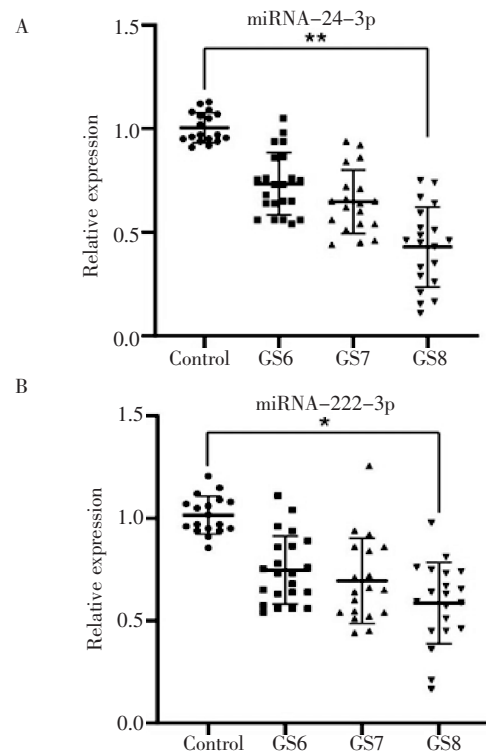 A
miRNA-24-3p
**
1.5
1.0
0.5
0.0
Relative expression
Control GS6 GS7 GS8
B
miRNA-222-3p
*
1.5
1.0
0.5
0.0
Relative expression
Control GS6 GS7 GS8